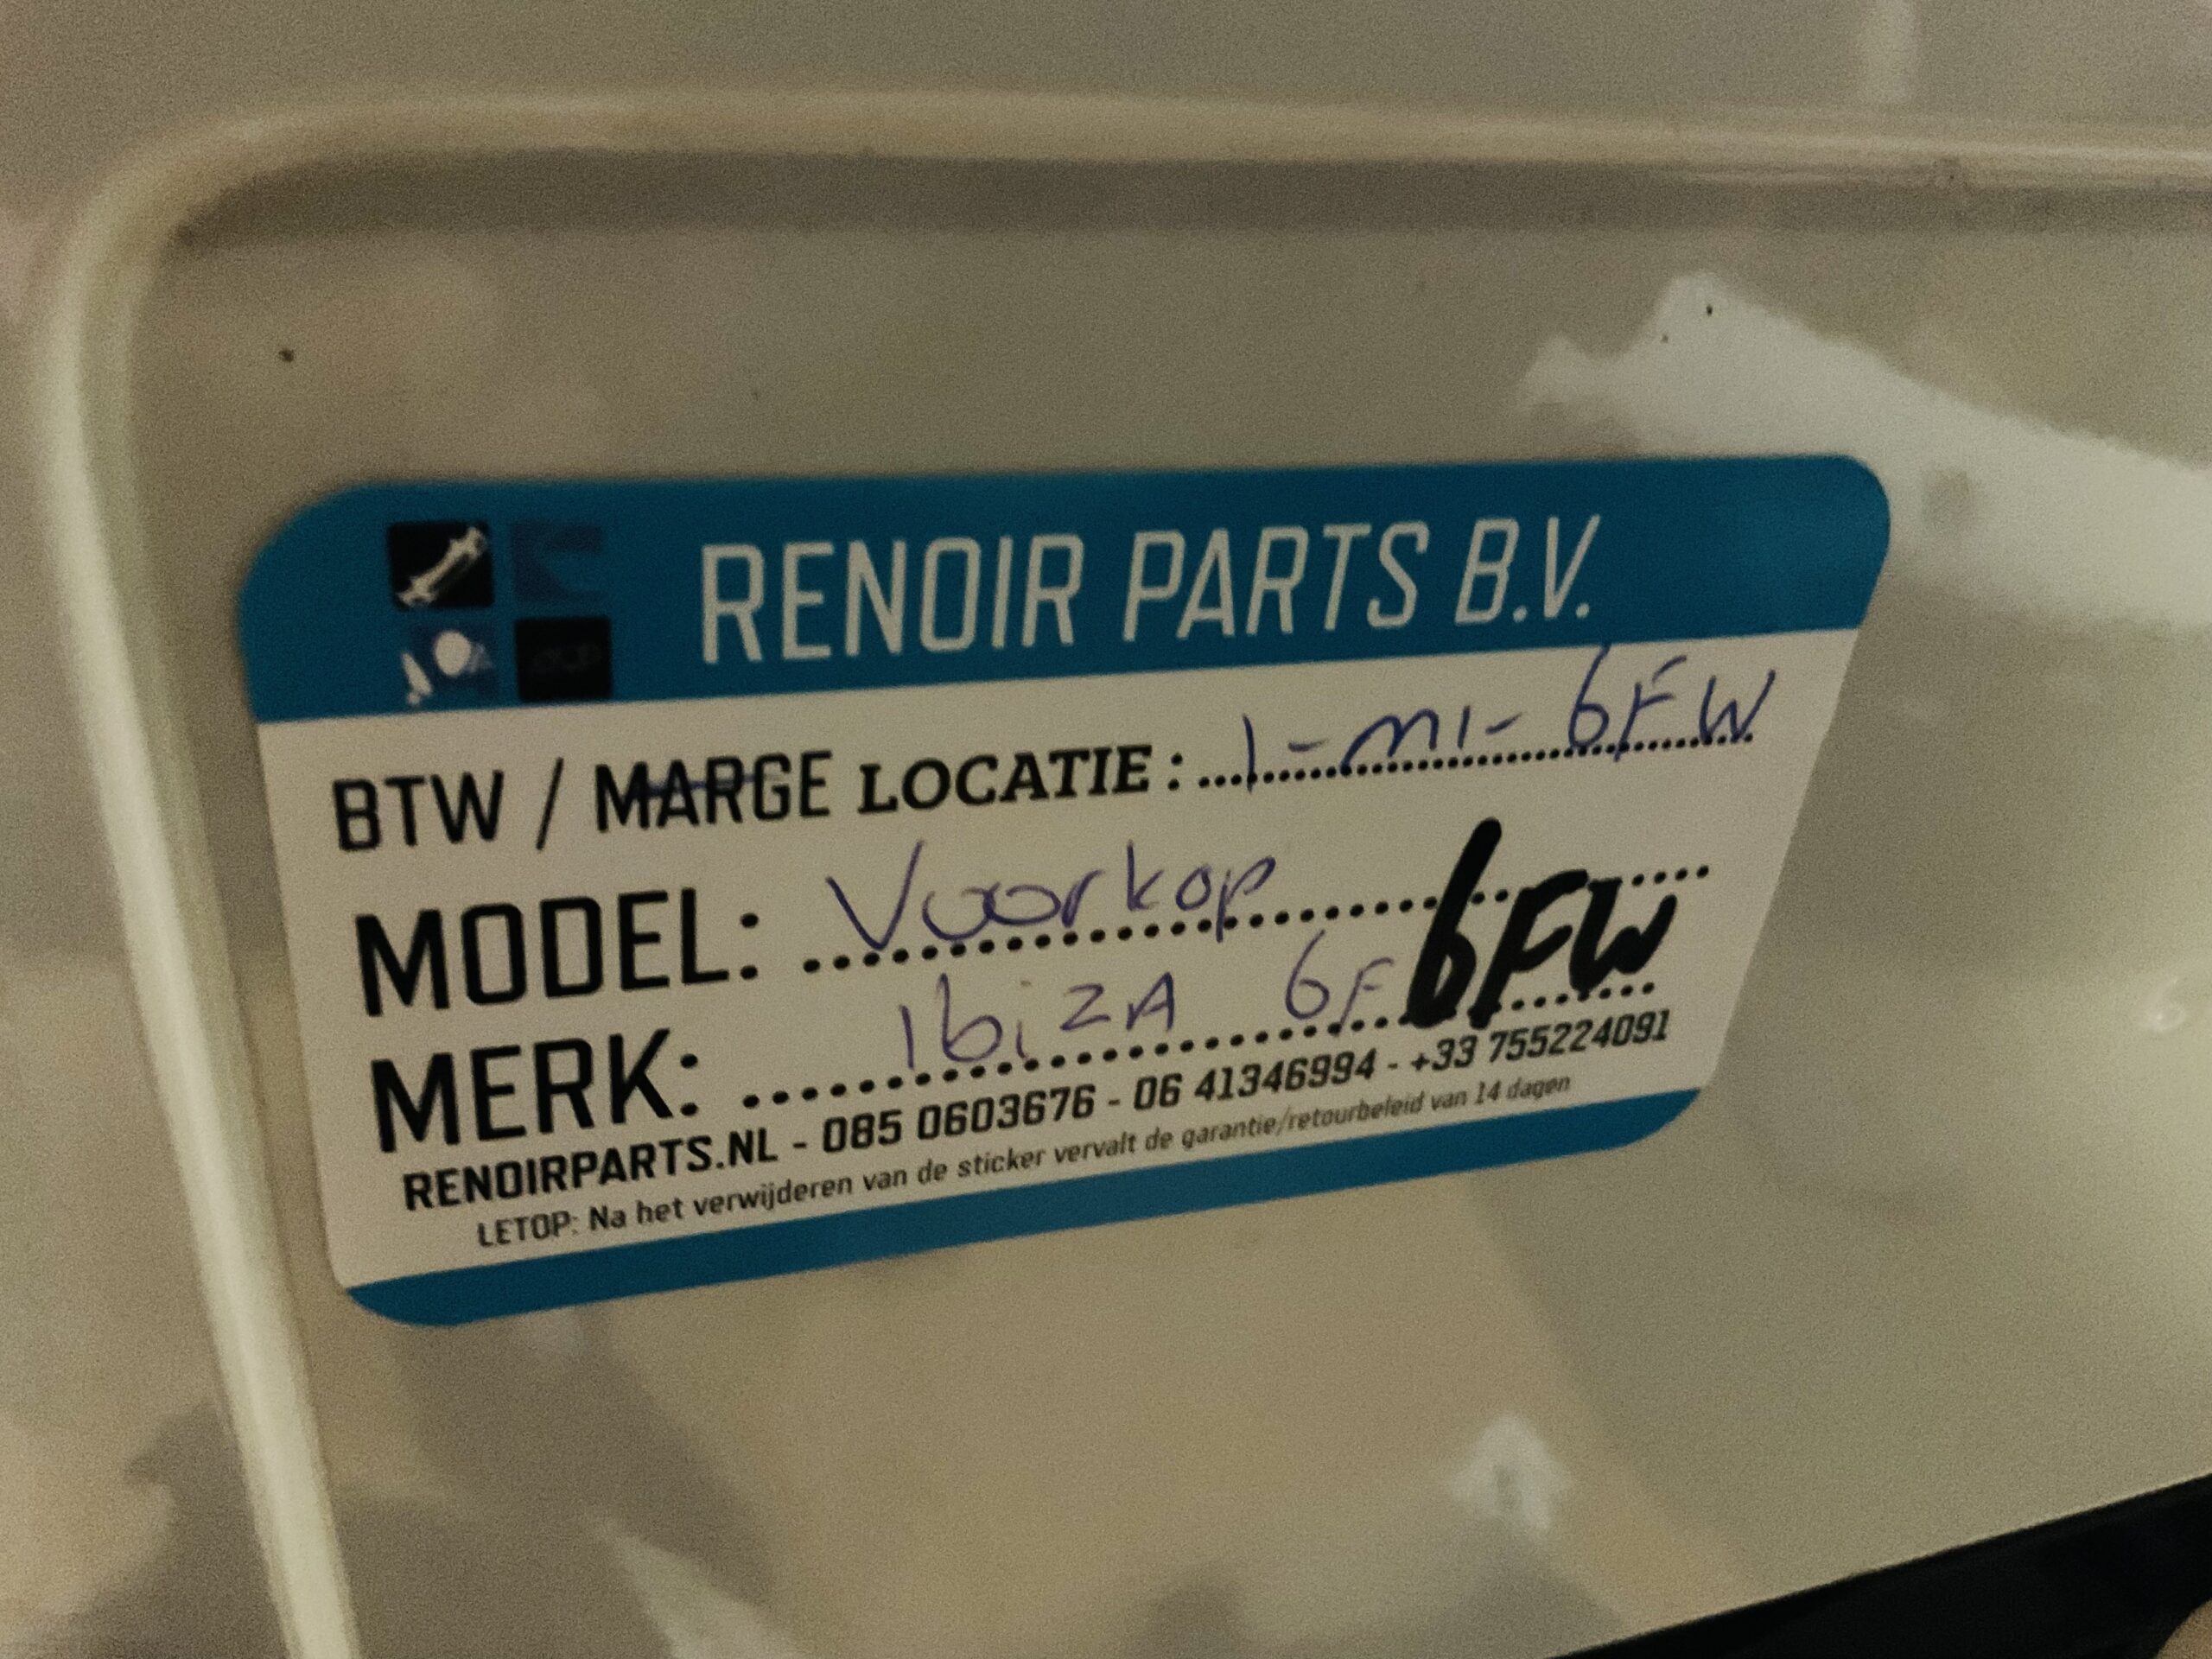 RENOIR PARTS B.V.
BTW / MARGE LOCATIE: 1-M1-6FW
MODEL: Voorkop
MERK: IbizA 6F 6FW
RENOIRPARTS.NL - 085 0603676 - 06 41346994 - +33 755224091
LETOP: Na het verwijderen van de sticker vervalt de garantie/retourbeleid van 14 dagen